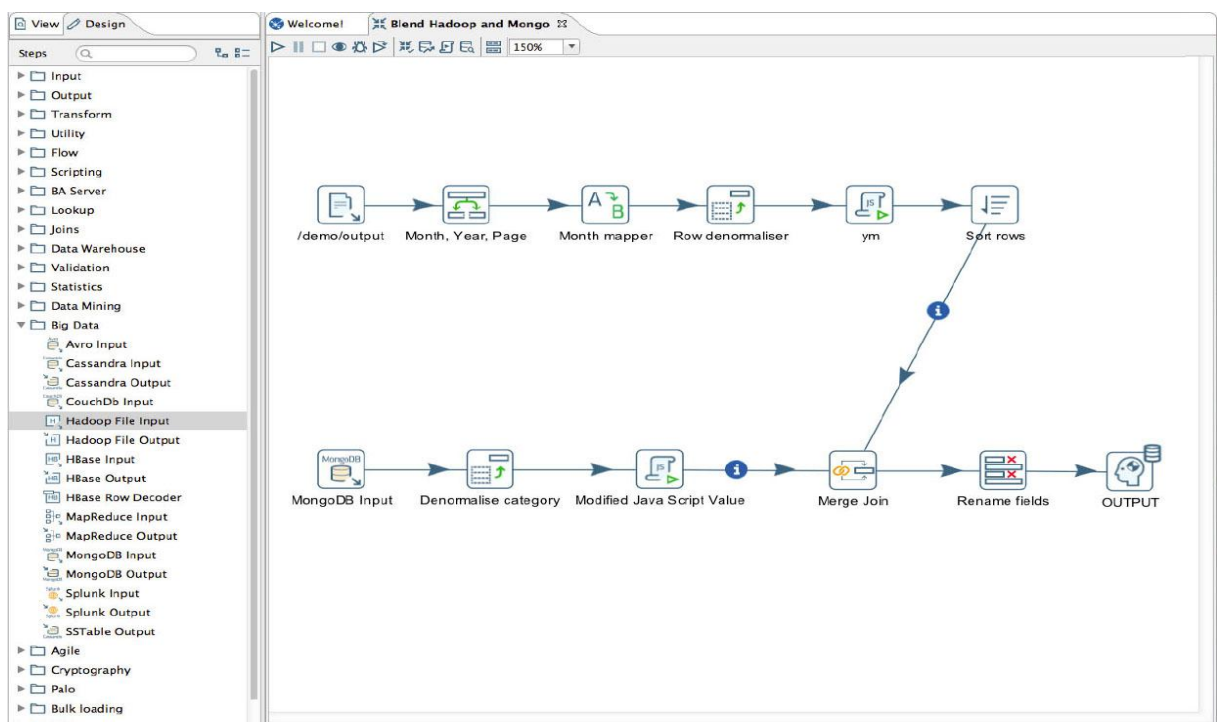 View Design
Steps
Input
Output
Transform
Utility
Flow
Scripting
BA Server
Lookup
Joins
Data Warehouse
Validation
Statistics
Data Mining
Big Data
Avro Input
Cassandra Input
Cassandra Output
CouchDb Input
Hadoop File Input
Hadoop File Output
HBase Input
HBase Output
HBase Row Decoder
MapReduce Input
MapReduce Output
MongoDB Input
MongoDB Output
Splunk Input
Splunk Output
SSTable Output
Agile
Cryptography
Palo
Bulk loading
Welcome! Blend Hadoop and Mongo
150%
A B JS
/demo/output Month, Year, Page Month mapper Row denormaliser ym Sort rows
i
MongoDB JS i
MongoDB Input Denormalise category Modified Java Script Value Merge Join Rename fields OUTPUT